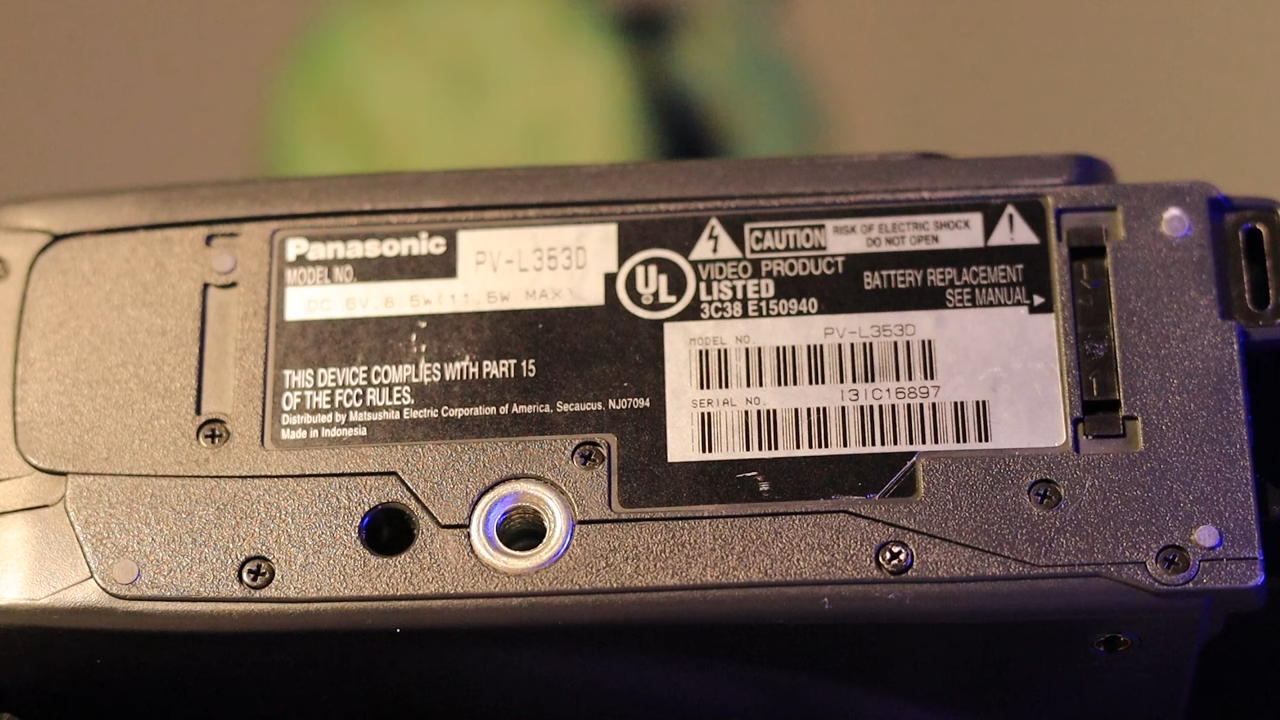 Panasonic
MODEL NO. PV-L353D
DC 6V 8.5W(11.5W MAX)
THIS DEVICE COMPLIES WITH PART 15
OF THE FCC RULES.
Distributed by Matsushita Electric Corporation of America, Secaucus, NJ07094
Made in Indonesia
UL
VIDEO PRODUCT
LISTED
3C38 E150940
CAUTION
RISK OF ELECTRIC SHOCK
DO NOT OPEN
BATTERY REPLACEMENT
SEE MANUAL
MODEL NO. PV-L353D
SERIAL NO. I3IC16897